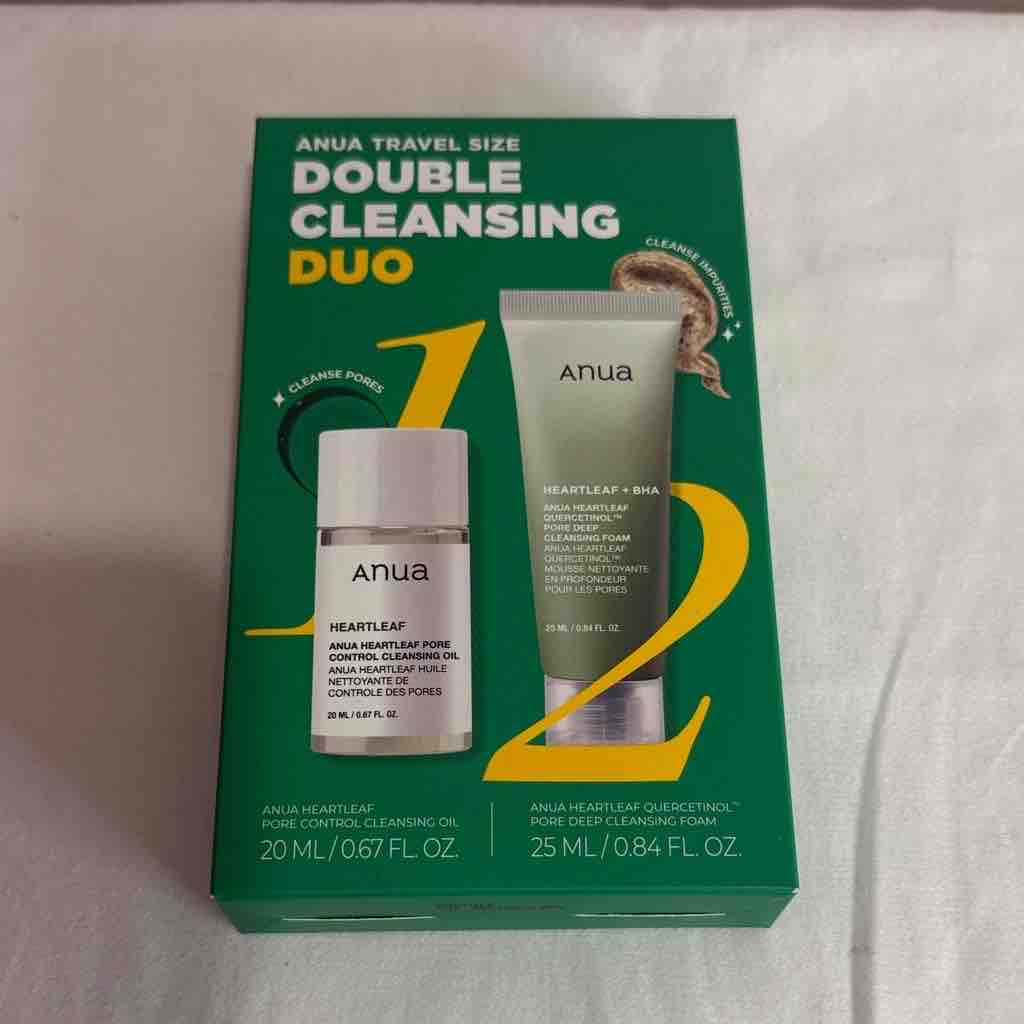 ANUA TRAVEL SIZE
DOUBLE
CLEANSING
DUO
CLEANSE IMPURITIES
1
CLEANSE PORES
Anua
HEARTLEAF
ANUA HEARTLEAF PORE
CONTROL CLEANSING OIL
ANUA HEARTLEAF HUILE
NETTOYANTE DE
CONTROLE DES PORES
20 ML / 0.67 FL. OZ.
2
Anua
HEARTLEAF + BHA
ANUA HEARTLEAF
QUERCETINOL™
PORE DEEP
CLEANSING FOAM
ANUA HEARTLEAF
QUERCETINOL™
MOUSSE NETTOYANTE
EN PROFONDEUR
POUR LES PORES
25 ML / 0.84 FL. OZ.
ANUA HEARTLEAF
PORE CONTROL CLEANSING OIL
20 ML / 0.67 FL. OZ.
ANUA HEARTLEAF QUERCETINOL™
PORE DEEP CLEANSING FOAM
25 ML / 0.84 FL. OZ.